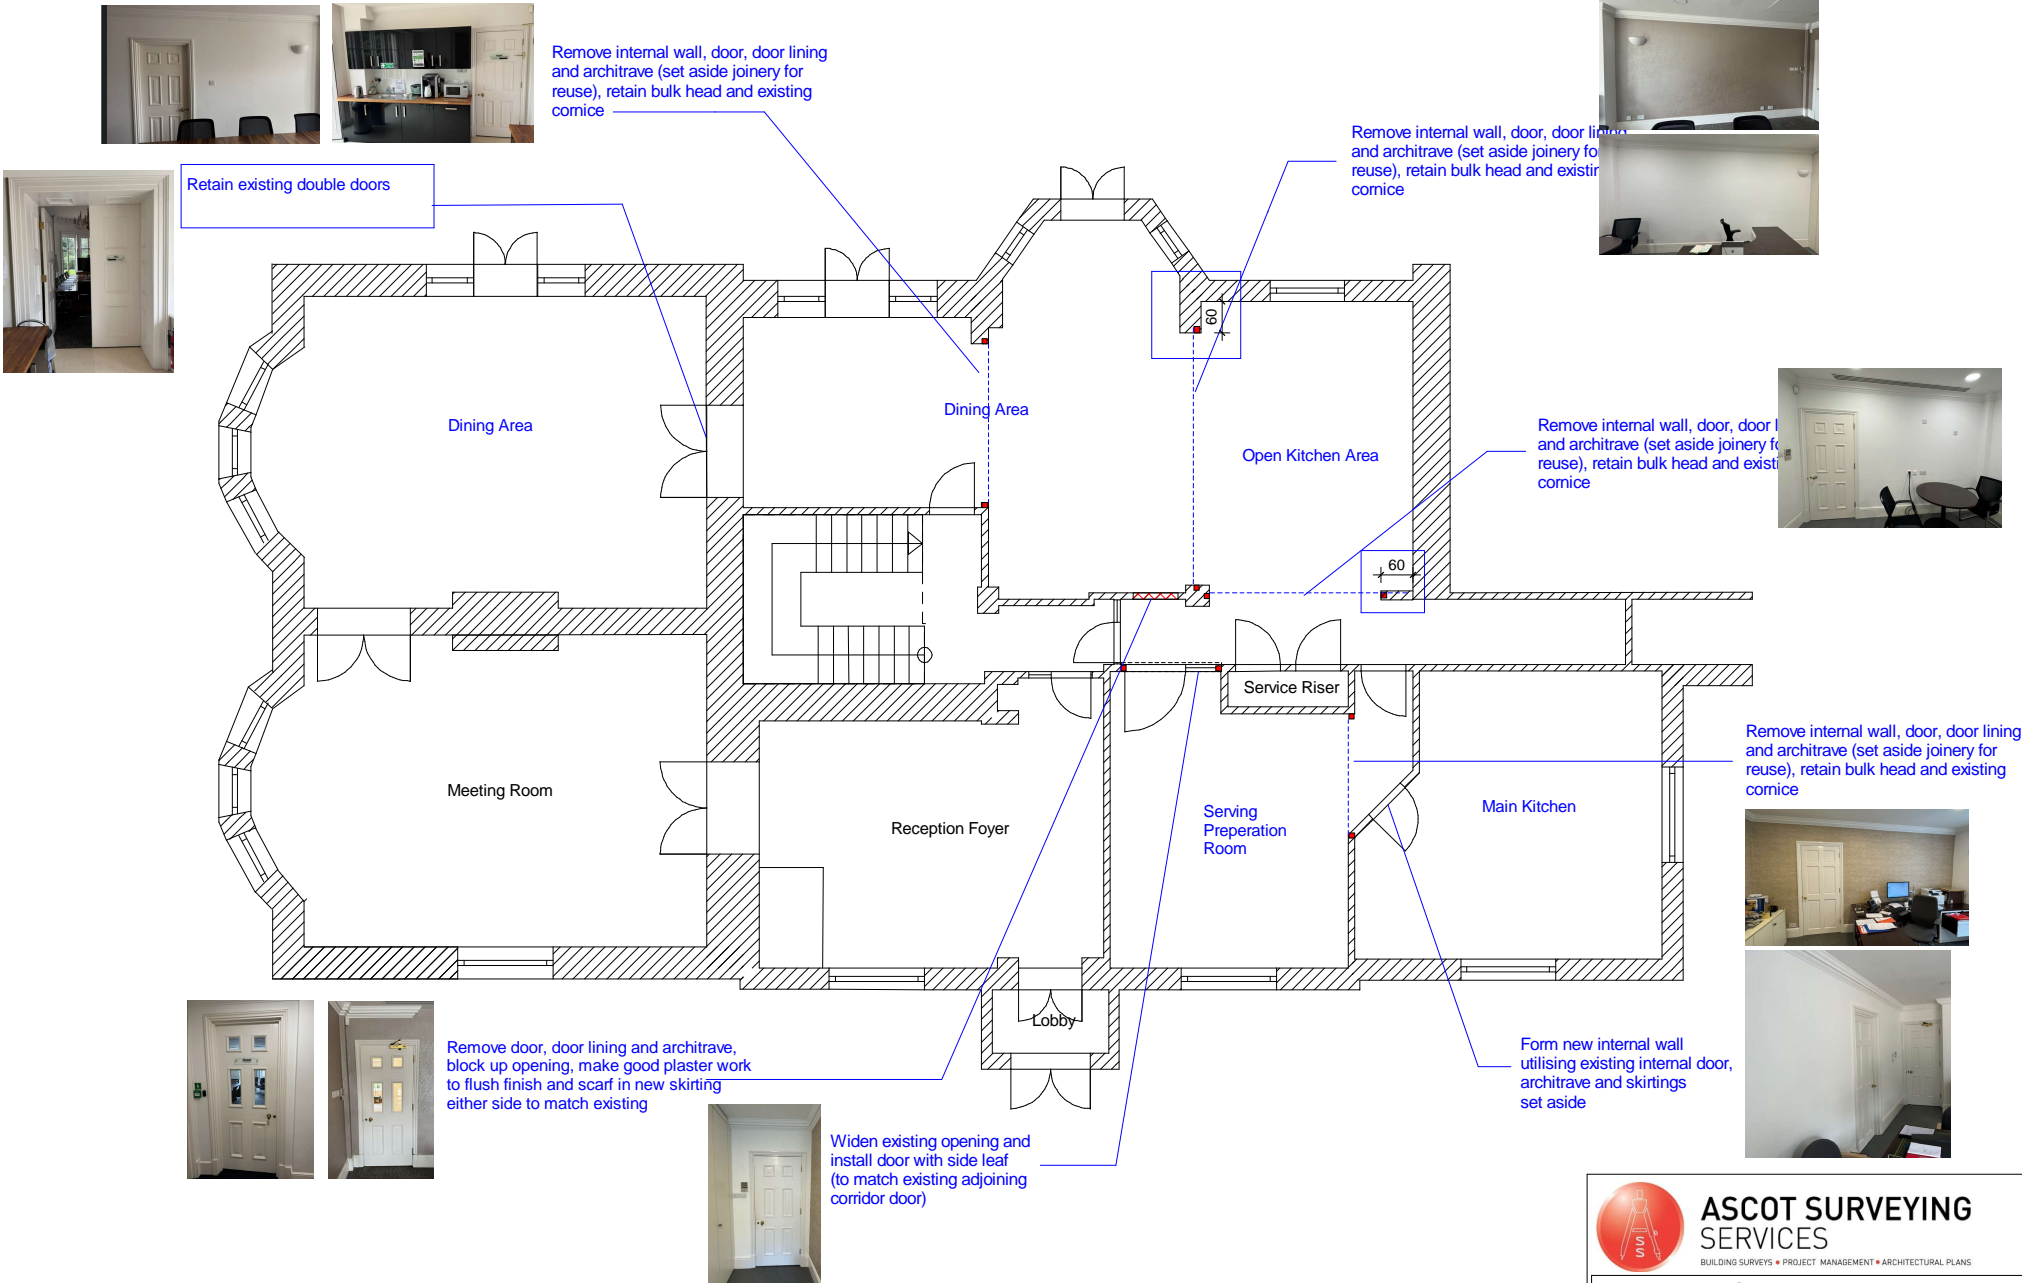 Remove internal wall, door, door lining
and architrave (set aside joinery for
reuse), retain bulk head and existing
cornice
Remove internal wall, door, door lining
and architrave (set aside joinery fo
reuse), retain bulk head and existin
cornice
Retain existing double doors
60
Dining Area
Dining Area
Open Kitchen Area
Remove internal wall, door, door l
and architrave (set aside joinery fo
reuse), retain bulk head and existi
cornice
60
Service Riser
Meeting Room
Reception Foyer
Serving
Preperation
Room
Main Kitchen
Remove internal wall, door, door lining
and architrave (set aside joinery for
reuse), retain bulk head and existing
cornice
Lobby
Remove door, door lining and architrave,
block up opening, make good plaster work
to flush finish and scarf in new skirting
either side to match existing
Form new internal wall
utilising existing internal door,
architrave and skirtings
set aside
Widen existing opening and
install door with side leaf
(to match existing adjoining
corridor door)
S
S
ASCOT SURVEYING
SERVICES
BUILDING SURVEYS • PROJECT MANAGEMENT • ARCHITECTURAL PLANS